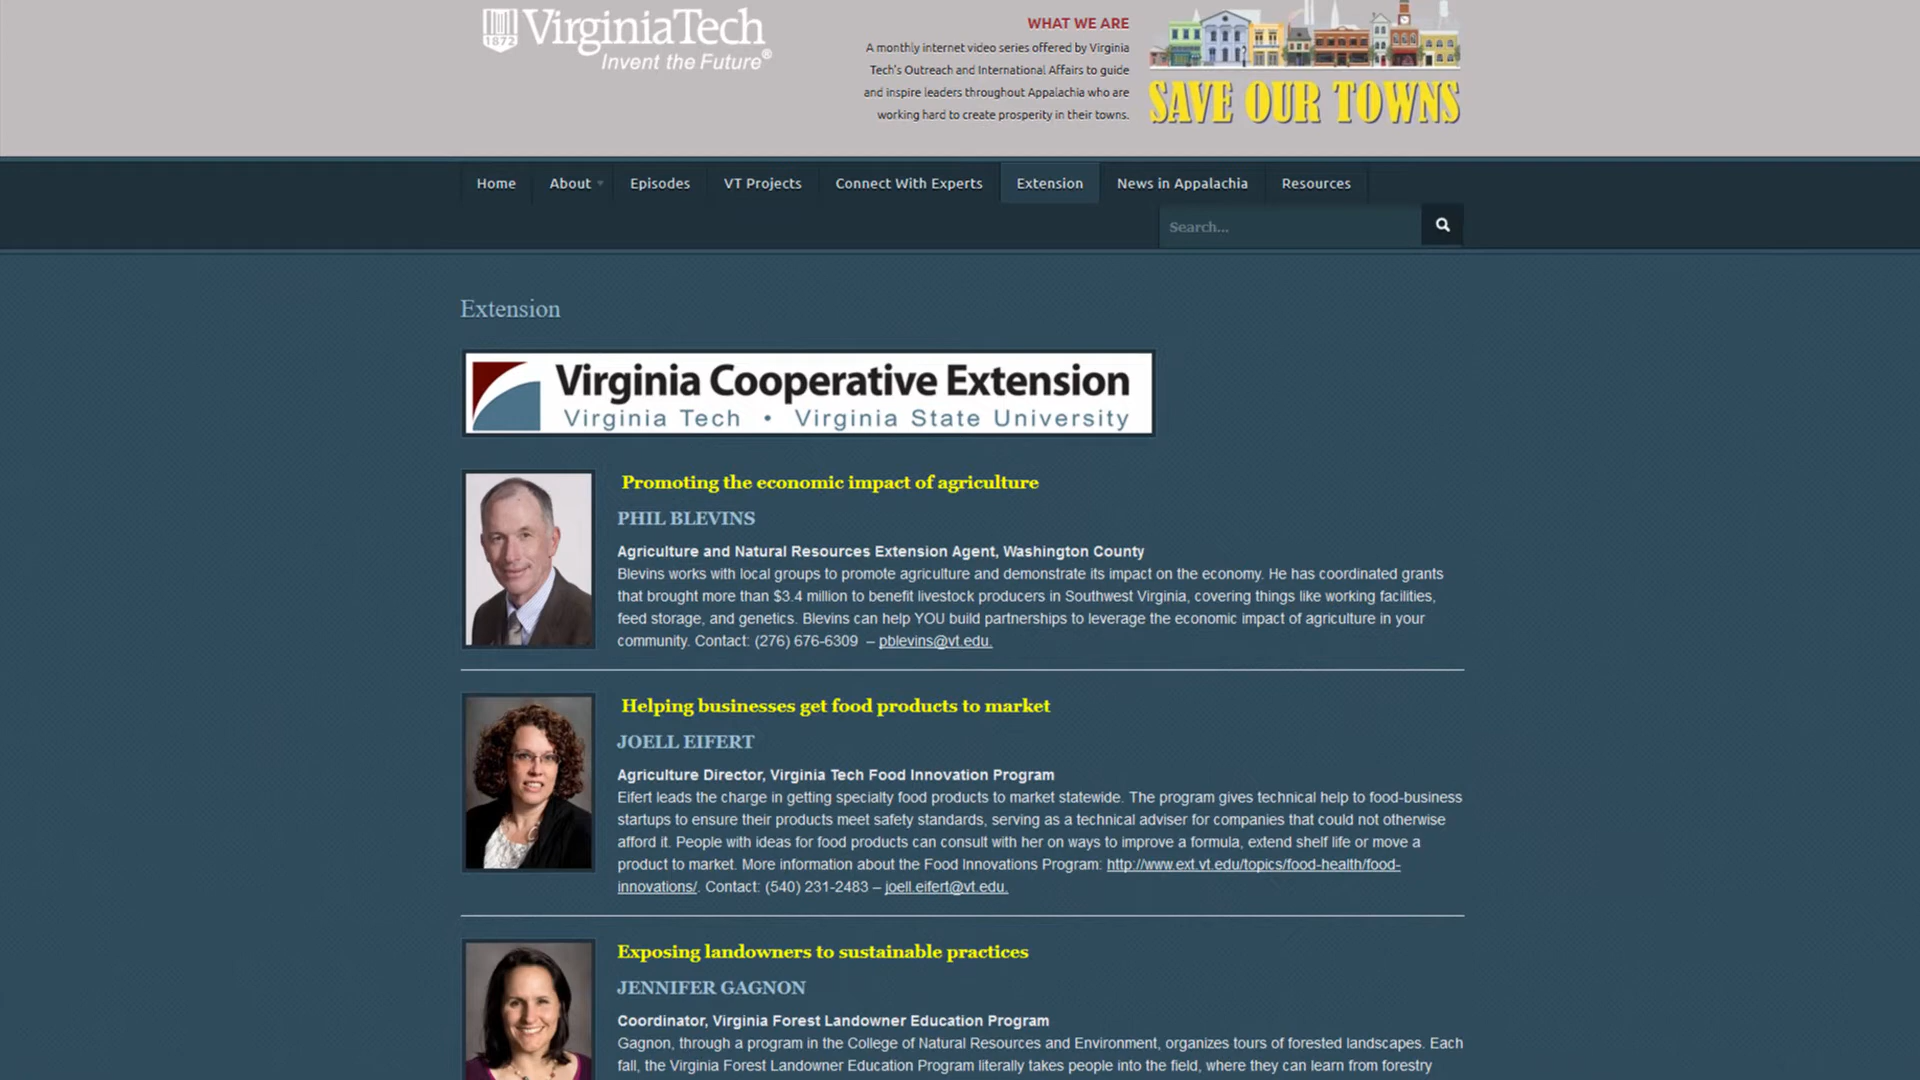 1872
VirginiaTech
Invent the Future®
WHAT WE ARE
A monthly internet video series offered by Virginia
Tech's Outreach and International Affairs to guide
and inspire leaders throughout Appalachia who are
working hard to create prosperity in their towns.
SAVE OUR TOWNS
Home About Episodes VT Projects Connect With Experts Extension News in Appalachia Resources
Search...
Extension
Virginia Cooperative Extension
Virginia Tech • Virginia State University
Promoting the economic impact of agriculture
PHIL BLEVINS
Agriculture and Natural Resources Extension Agent, Washington County
Blevins works with local groups to promote agriculture and demonstrate its impact on the economy. He has coordinated grants
that brought more than $3.4 million to benefit livestock producers in Southwest Virginia, covering things like working facilities,
feed storage, and genetics. Blevins can help YOU build partnerships to leverage the economic impact of agriculture in your
community. Contact: (276) 676-6309 – pblevins@vt.edu.
Helping businesses get food products to market
JOELL EIFERT
Agriculture Director, Virginia Tech Food Innovation Program
Eifert leads the charge in getting specialty food products to market statewide. The program gives technical help to food-business
startups to ensure their products meet safety standards, serving as a technical adviser for companies that could not otherwise
afford it. People with ideas for food products can consult with her on ways to improve a formula, extend shelf life or move a
product to market. More information about the Food Innovations Program: http://www.ext.vt.edu/topics/food-health/food-
innovations/. Contact: (540) 231-2483 – joell.eifert@vt.edu.
Exposing landowners to sustainable practices
JENNIFER GAGNON
Coordinator, Virginia Forest Landowner Education Program
Gagnon, through a program in the College of Natural Resources and Environment, organizes tours of forested landscapes. Each
fall, the Virginia Forest Landowner Education Program literally takes people into the field, where they can learn from forestry